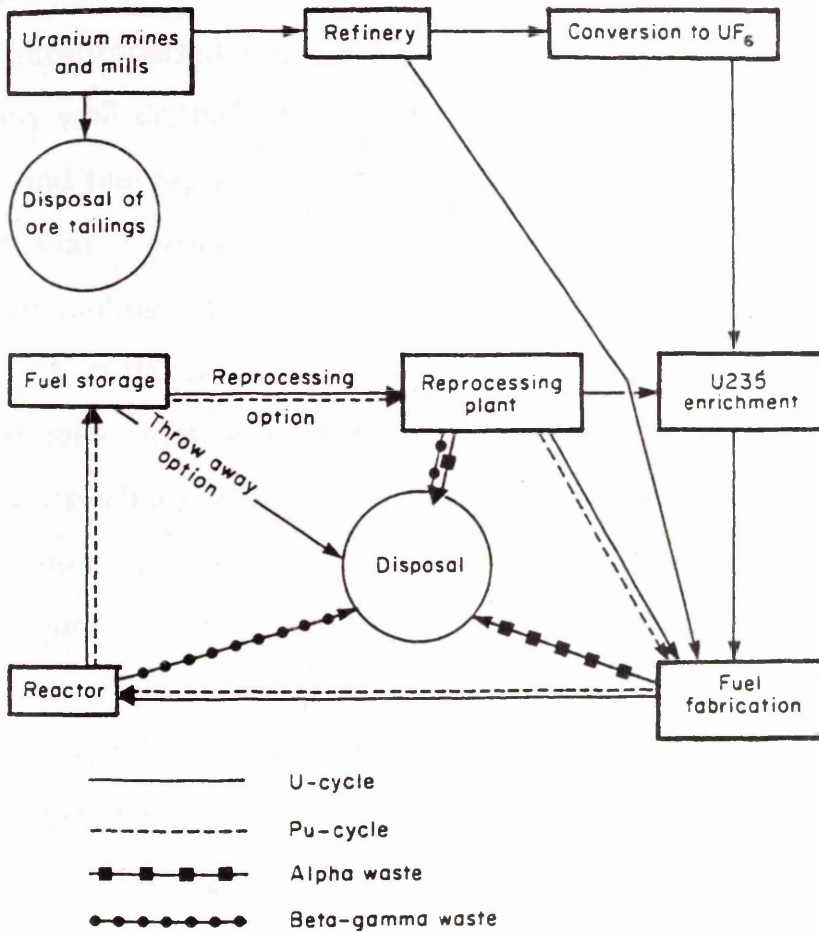 Uranium mines
and mills
Refinery
Conversion to UF₆
Disposal of
ore tailings
Fuel storage
Reprocessing
option
Reprocessing
plant
U235
enrichment
Throw away
option
Disposal
Reactor
Fuel
fabrication
U-cycle
Pu-cycle
Alpha waste
Beta-gamma waste